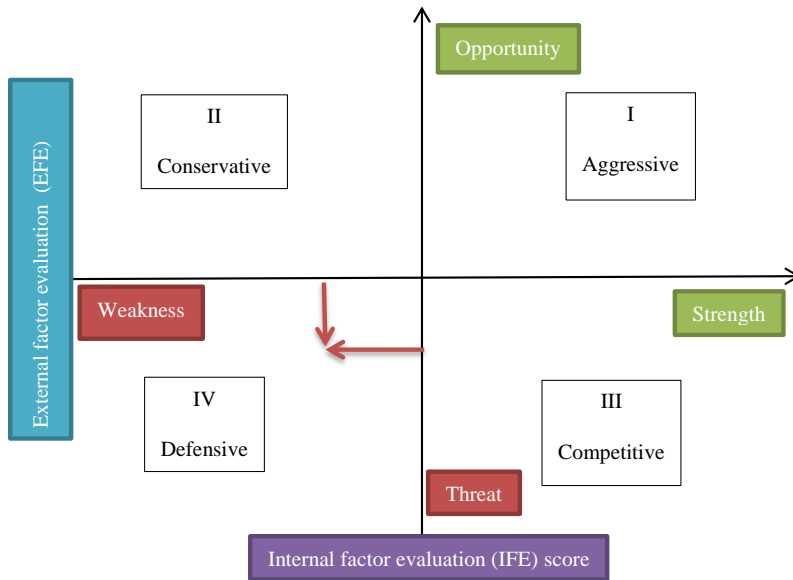 Opportunity
II
Conservative
I
Aggressive
External factor evaluation (EFE)
Weakness
Strength
IV
Defensive
III
Competitive
Threat
Internal factor evaluation (IFE) score